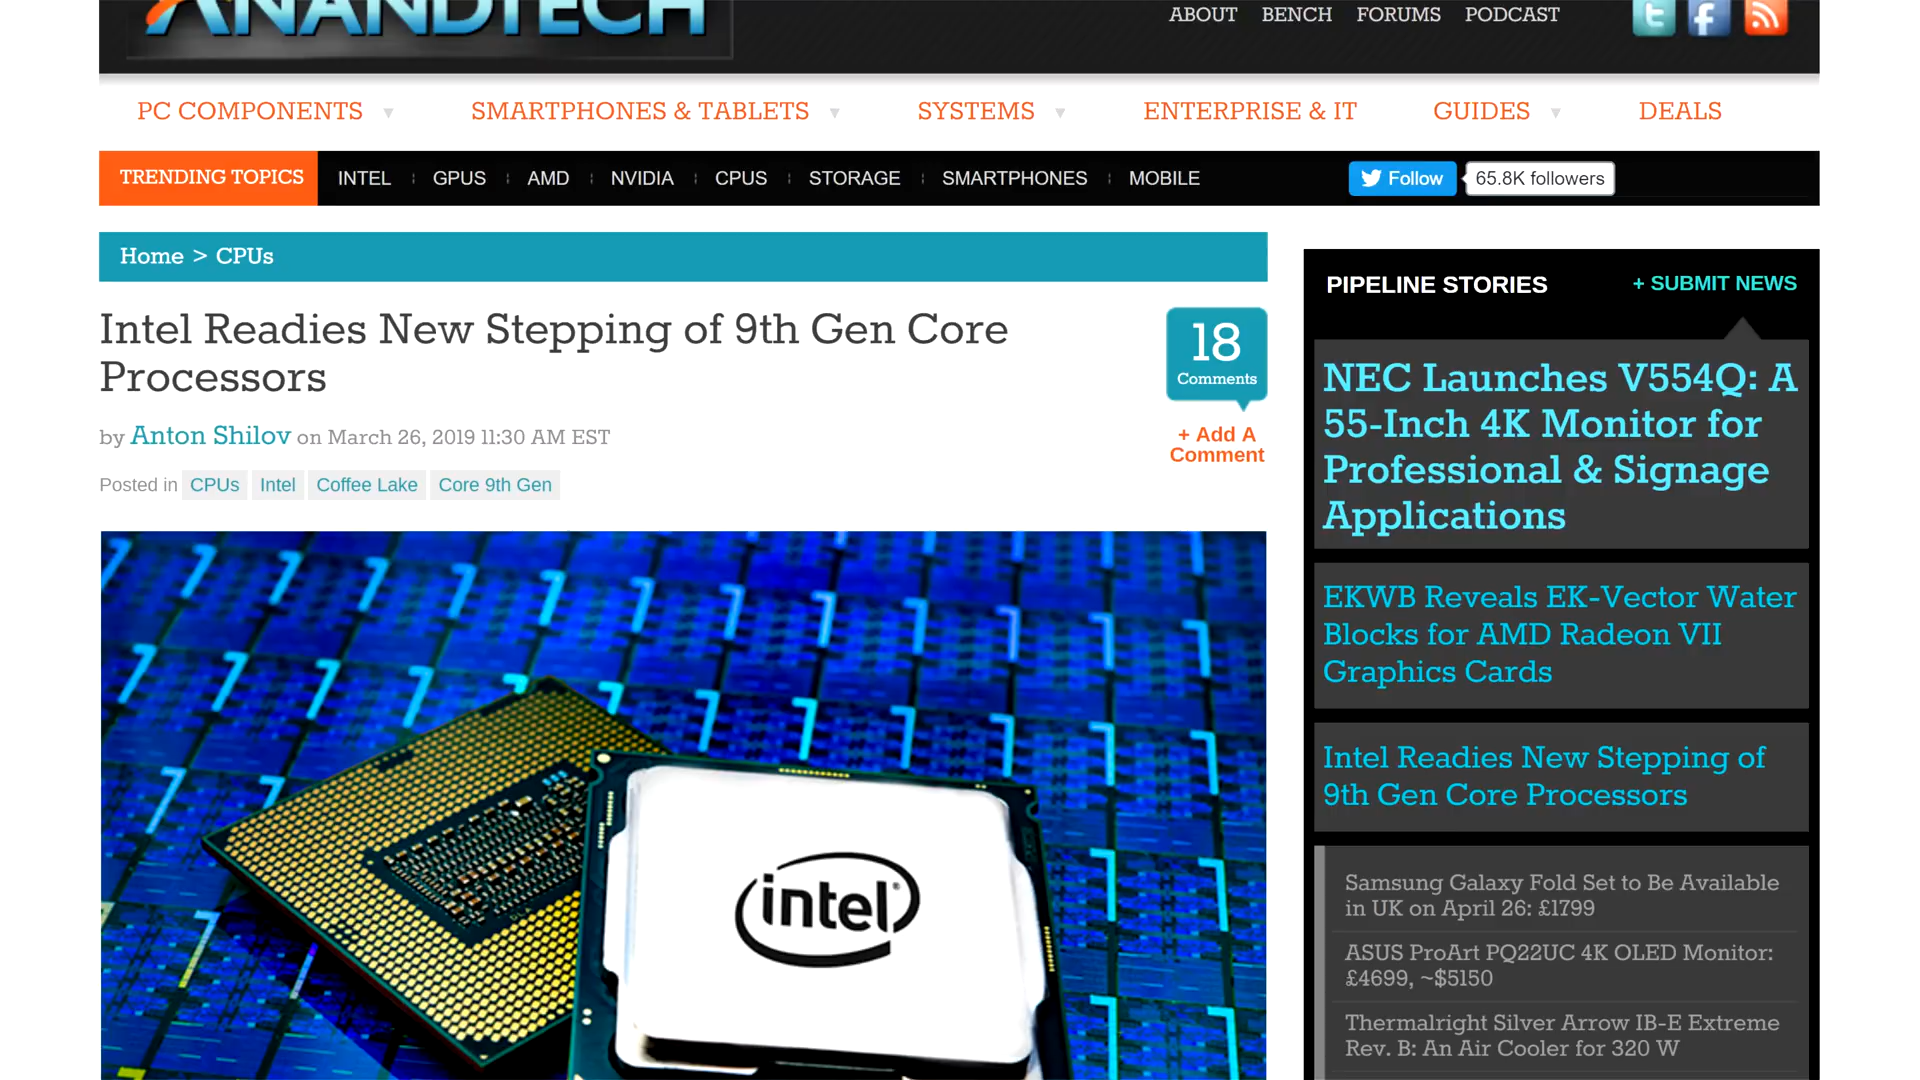 ANANDTECH
ABOUT BENCH FORUMS PODCAST
PC COMPONENTS SMARTPHONES & TABLETS SYSTEMS ENTERPRISE & IT GUIDES DEALS
TRENDING TOPICS INTEL GPUS AMD NVIDIA CPUS STORAGE SMARTPHONES MOBILE Follow 65.8K followers
Home > CPUs
Intel Readies New Stepping of 9th Gen Core
Processors
by Anton Shilov on March 26, 2019 11:30 AM EST
Posted in CPUs Intel Coffee Lake Core 9th Gen
18
Comments
+ Add A
Comment
intel
PIPELINE STORIES + SUBMIT NEWS
NEC Launches V554Q: A
55-Inch 4K Monitor for
Professional & Signage
Applications
EKWB Reveals EK-Vector Water
Blocks for AMD Radeon VII
Graphics Cards
Intel Readies New Stepping of
9th Gen Core Processors
Samsung Galaxy Fold Set to Be Available
in UK on April 26: £1799
ASUS ProArt PQ22UC 4K OLED Monitor:
£4699, ~$5150
Thermalright Silver Arrow IB-E Extreme
Rev. B: An Air Cooler for 320 W